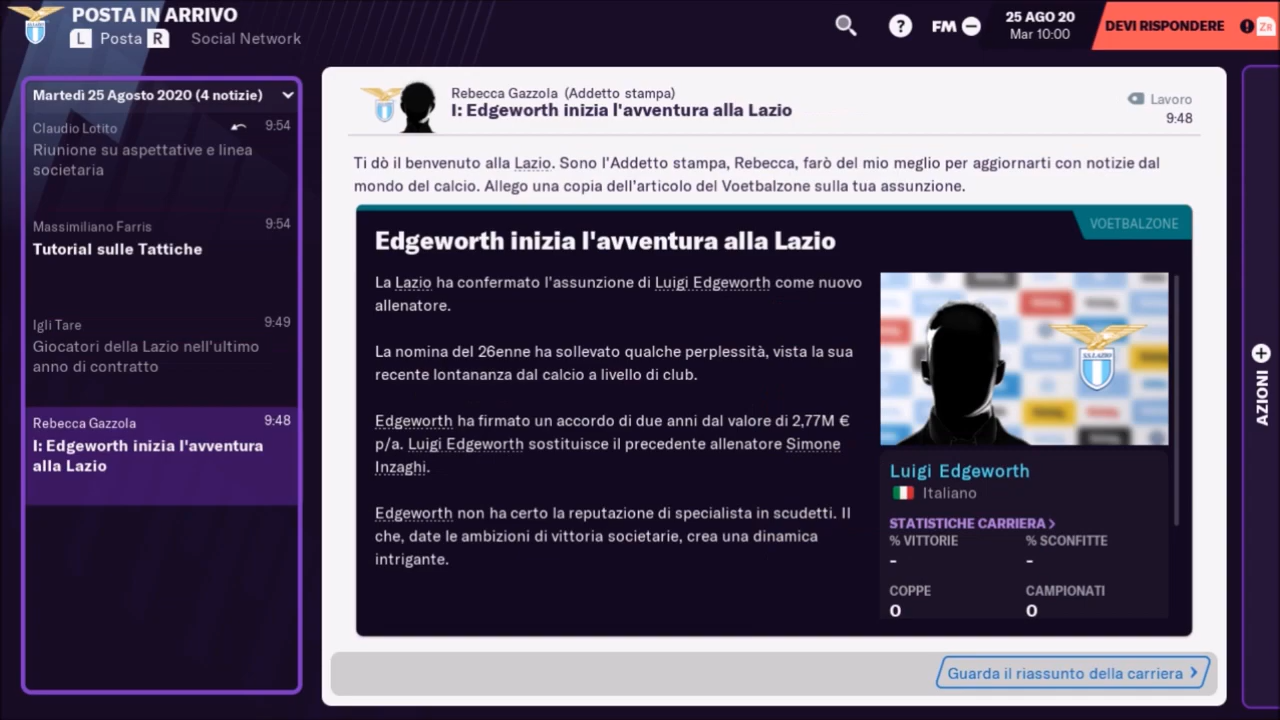 POSTA IN ARRIVO
L Posta R Social Network
? FM
25 AGO 20
Mar 10:00
DEVI RISPONDERE
ZR
Martedì 25 Agosto 2020 (4 notizie)
Claudio Lotito 9:54
Riunione su aspettative e linea
societaria
Massimiliano Farris 9:54
Tutorial sulle Tattiche
Igli Tare 9:49
Giocatori della Lazio nell'ultimo
anno di contratto
Rebecca Gazzola 9:48
I: Edgeworth inizia l'avventura
alla Lazio
Rebecca Gazzola (Addetto stampa)
I: Edgeworth inizia l'avventura alla Lazio
Lavoro
9:48
Ti dò il benvenuto alla Lazio. Sono l'Addetto stampa, Rebecca, farò del mio meglio per aggiornarti con notizie dal
mondo del calcio. Allego una copia dell'articolo del Voetbalzone sulla tua assunzione.
VOETBALZONE
Edgeworth inizia l'avventura alla Lazio
La Lazio ha confermato l'assunzione di Luigi Edgeworth come nuovo
allenatore.
La nomina del 26enne ha sollevato qualche perplessità, vista la sua
recente lontananza dal calcio a livello di club.
Edgeworth ha firmato un accordo di due anni dal valore di 2,77M €
p/a. Luigi Edgeworth sostituisce il precedente allenatore Simone
Inzaghi.
Edgeworth non ha certo la reputazione di specialista in scudetti. Il
che, date le ambizioni di vittoria societarie, crea una dinamica
intrigante.
S.S. LAZIO
Luigi Edgeworth
Italiano
STATISTICHE CARRIERA >
% VITTORIE % SCONFITTE
- -
COPPE CAMPIONATI
0 0
Guarda il riassunto della carriera >
AZIONI